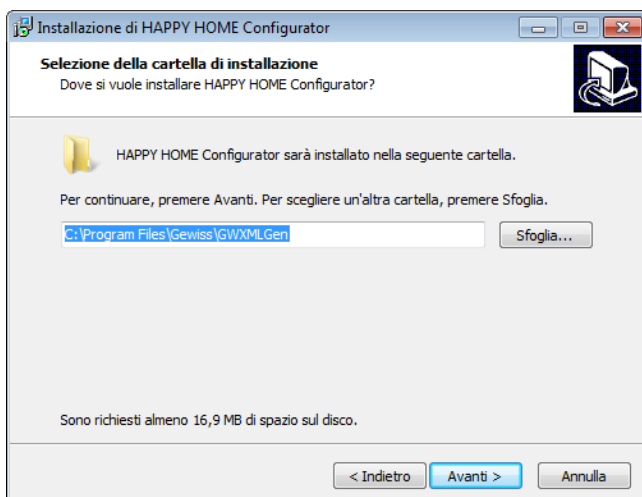 Installazione di HAPPY HOME Configurator
Selezione della cartella di installazione
Dove si vuole installare HAPPY HOME Configurator?
HAPPY HOME Configurator sarà installato nella seguente cartella.
Per continuare, premere Avanti. Per scegliere un'altra cartella, premere Sfoglia.
C:\Program Files\Gewiss\GWXMLGen
Sfoglia...
Sono richiesti almeno 16,9 MB di spazio sul disco.
< Indietro
Avanti >
Annulla